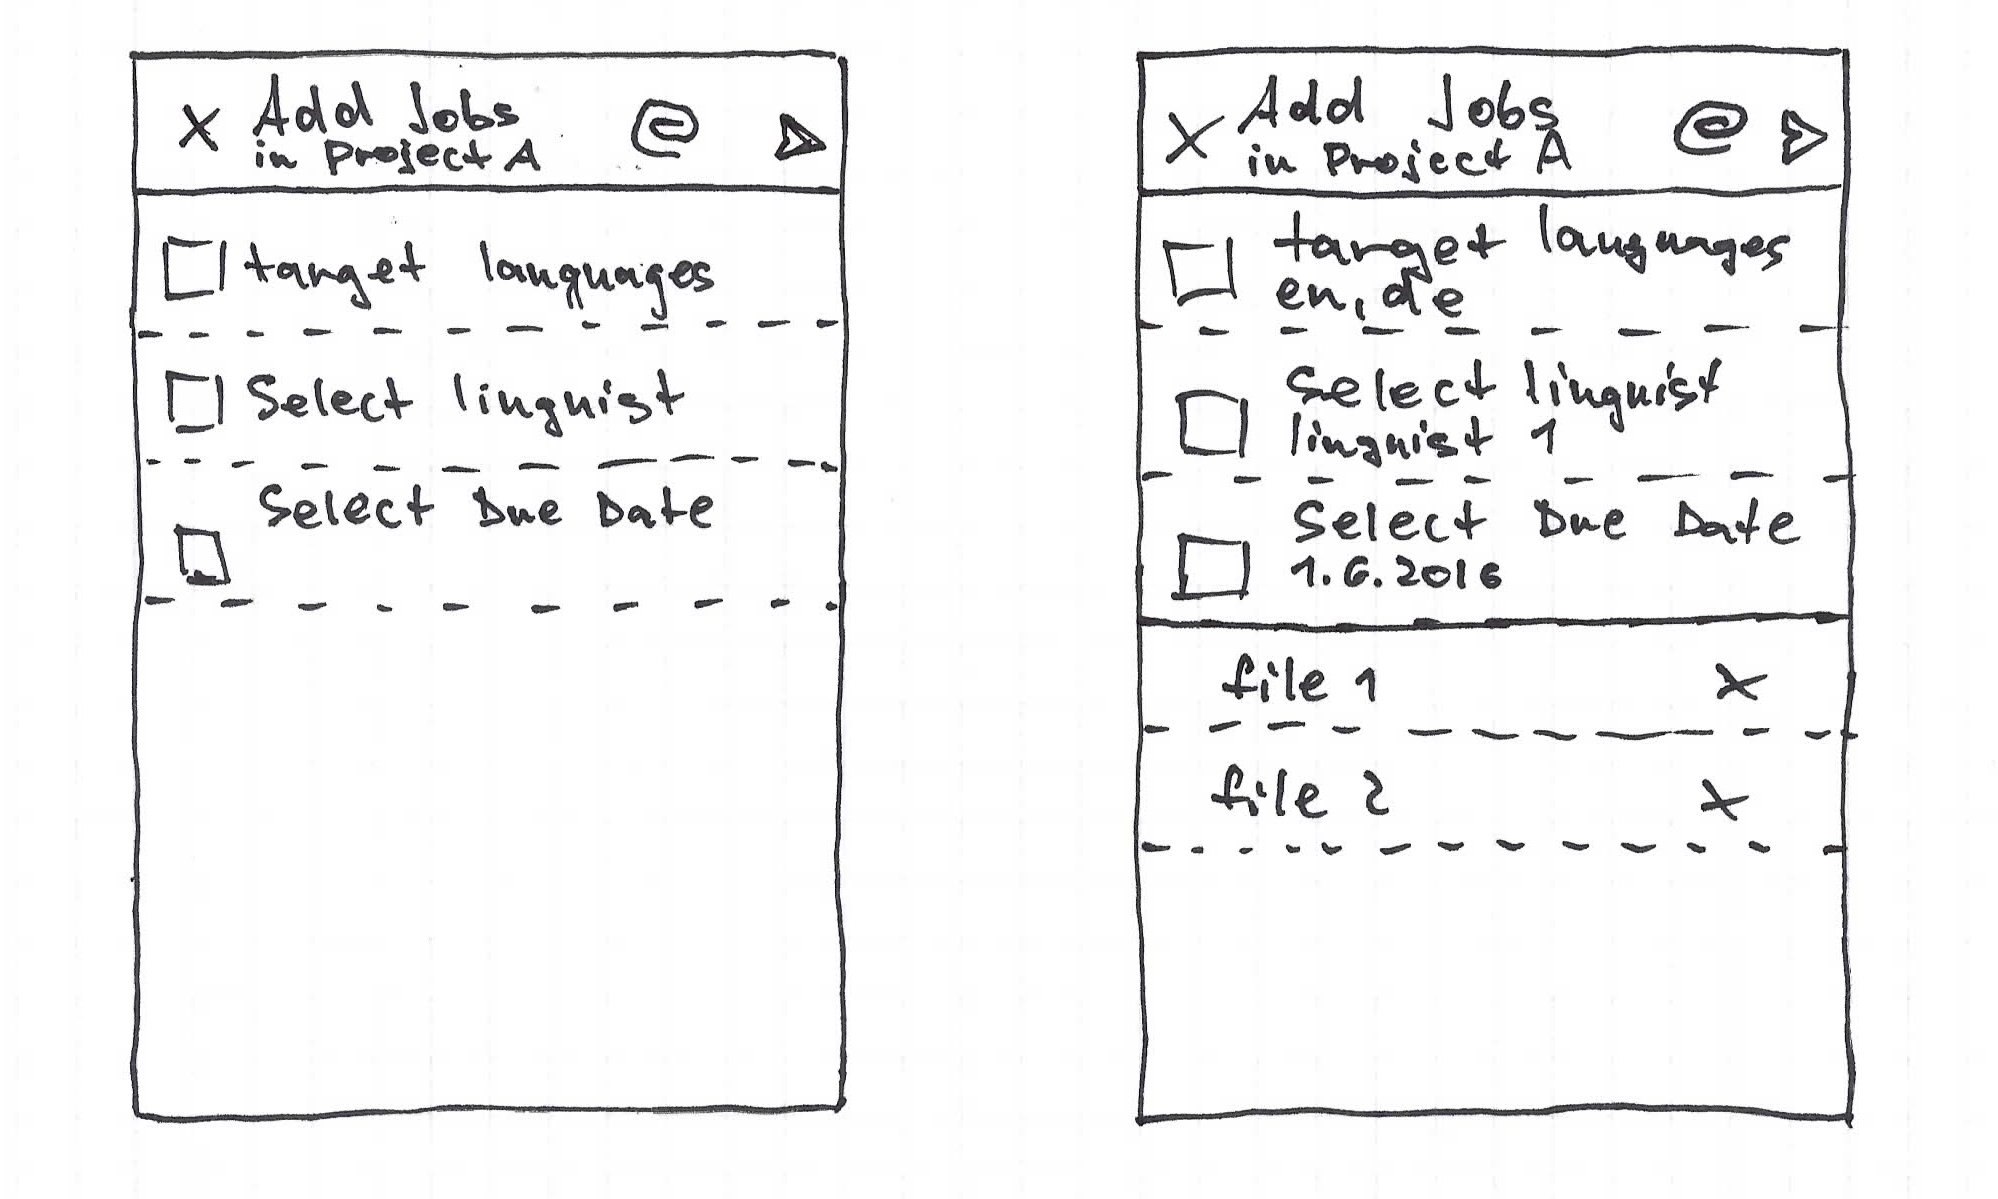 X Add Jobs
in Project A
target languages
Select linguist
Select Due Date
X Add Jobs
in Project A
target languages
en, de
Select linguist
linguist 1
Select Due Date
1.6.2016
file 1 x
file 2 x